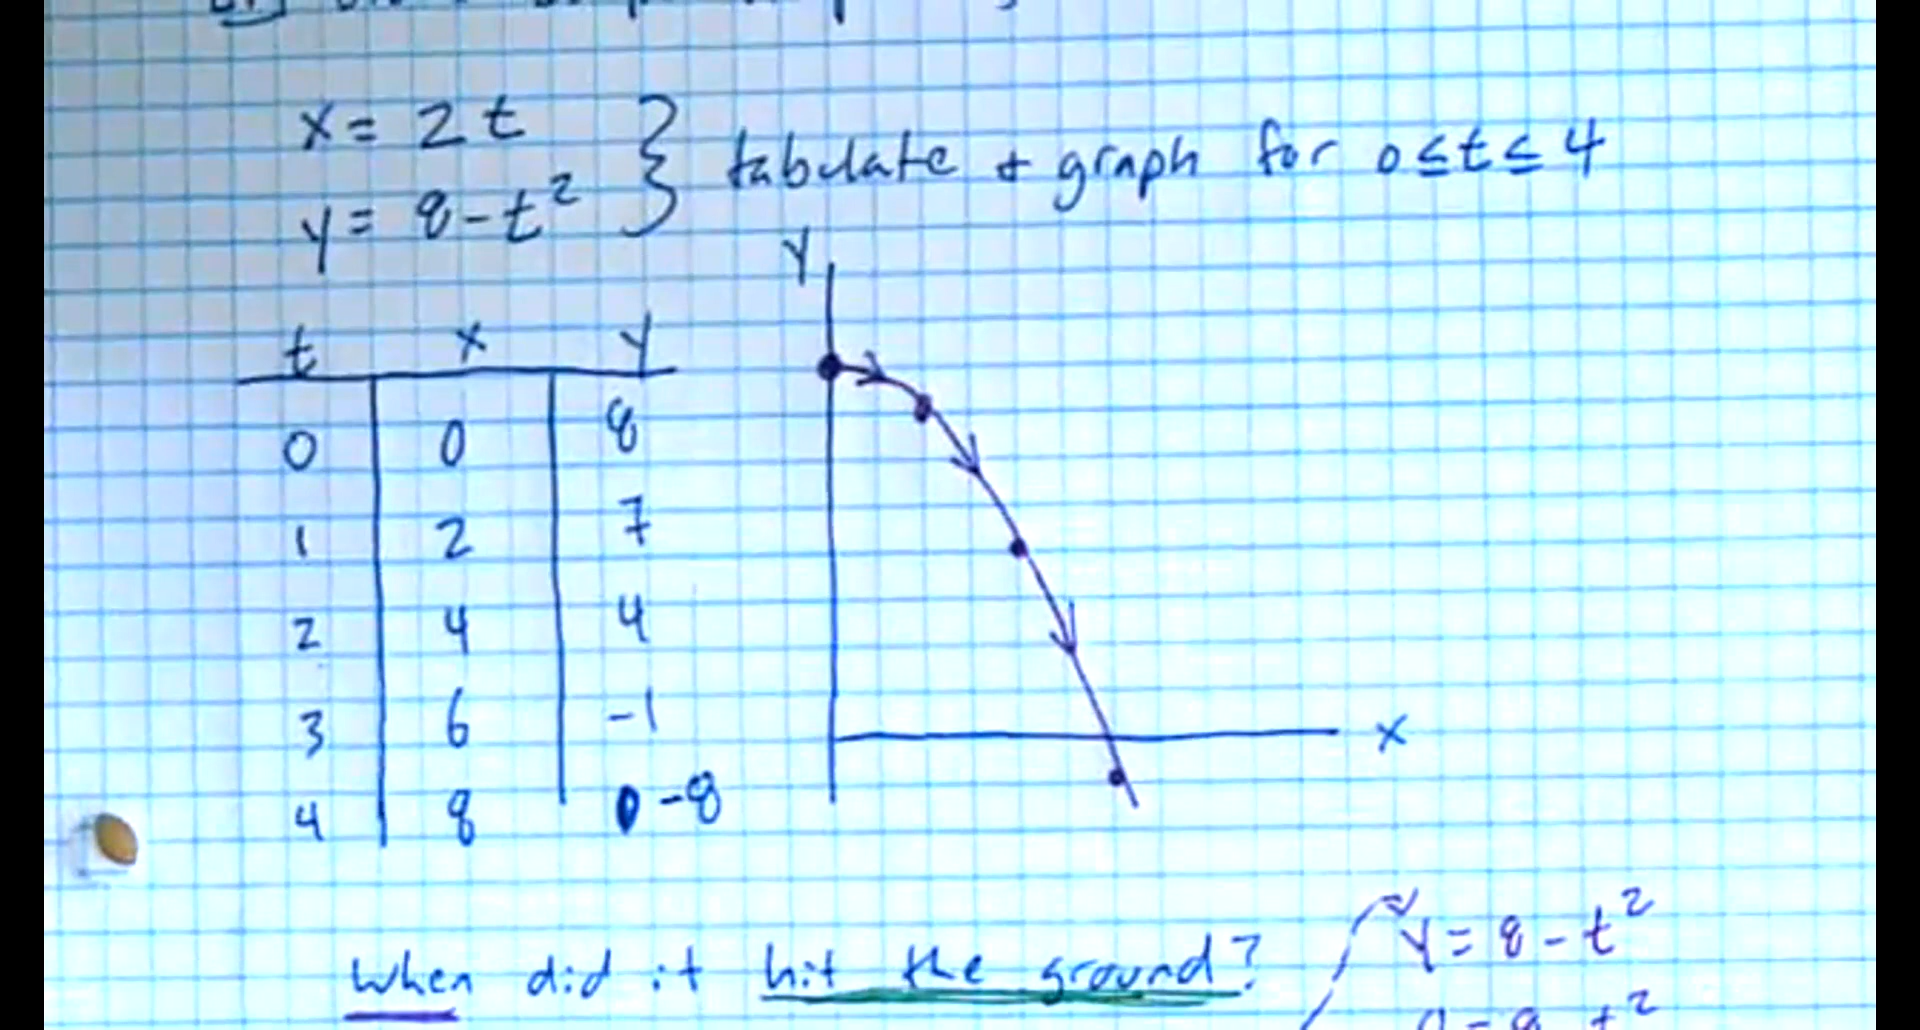 x = 2t
y = 8 - t²
} tabulate + graph for 0 ≤ t ≤ 4
y
t x y
0 0 8
1 2 7
2 4 4
3 6 -1
4 8 -8
x
When did it hit the ground?
y = 8 - t²